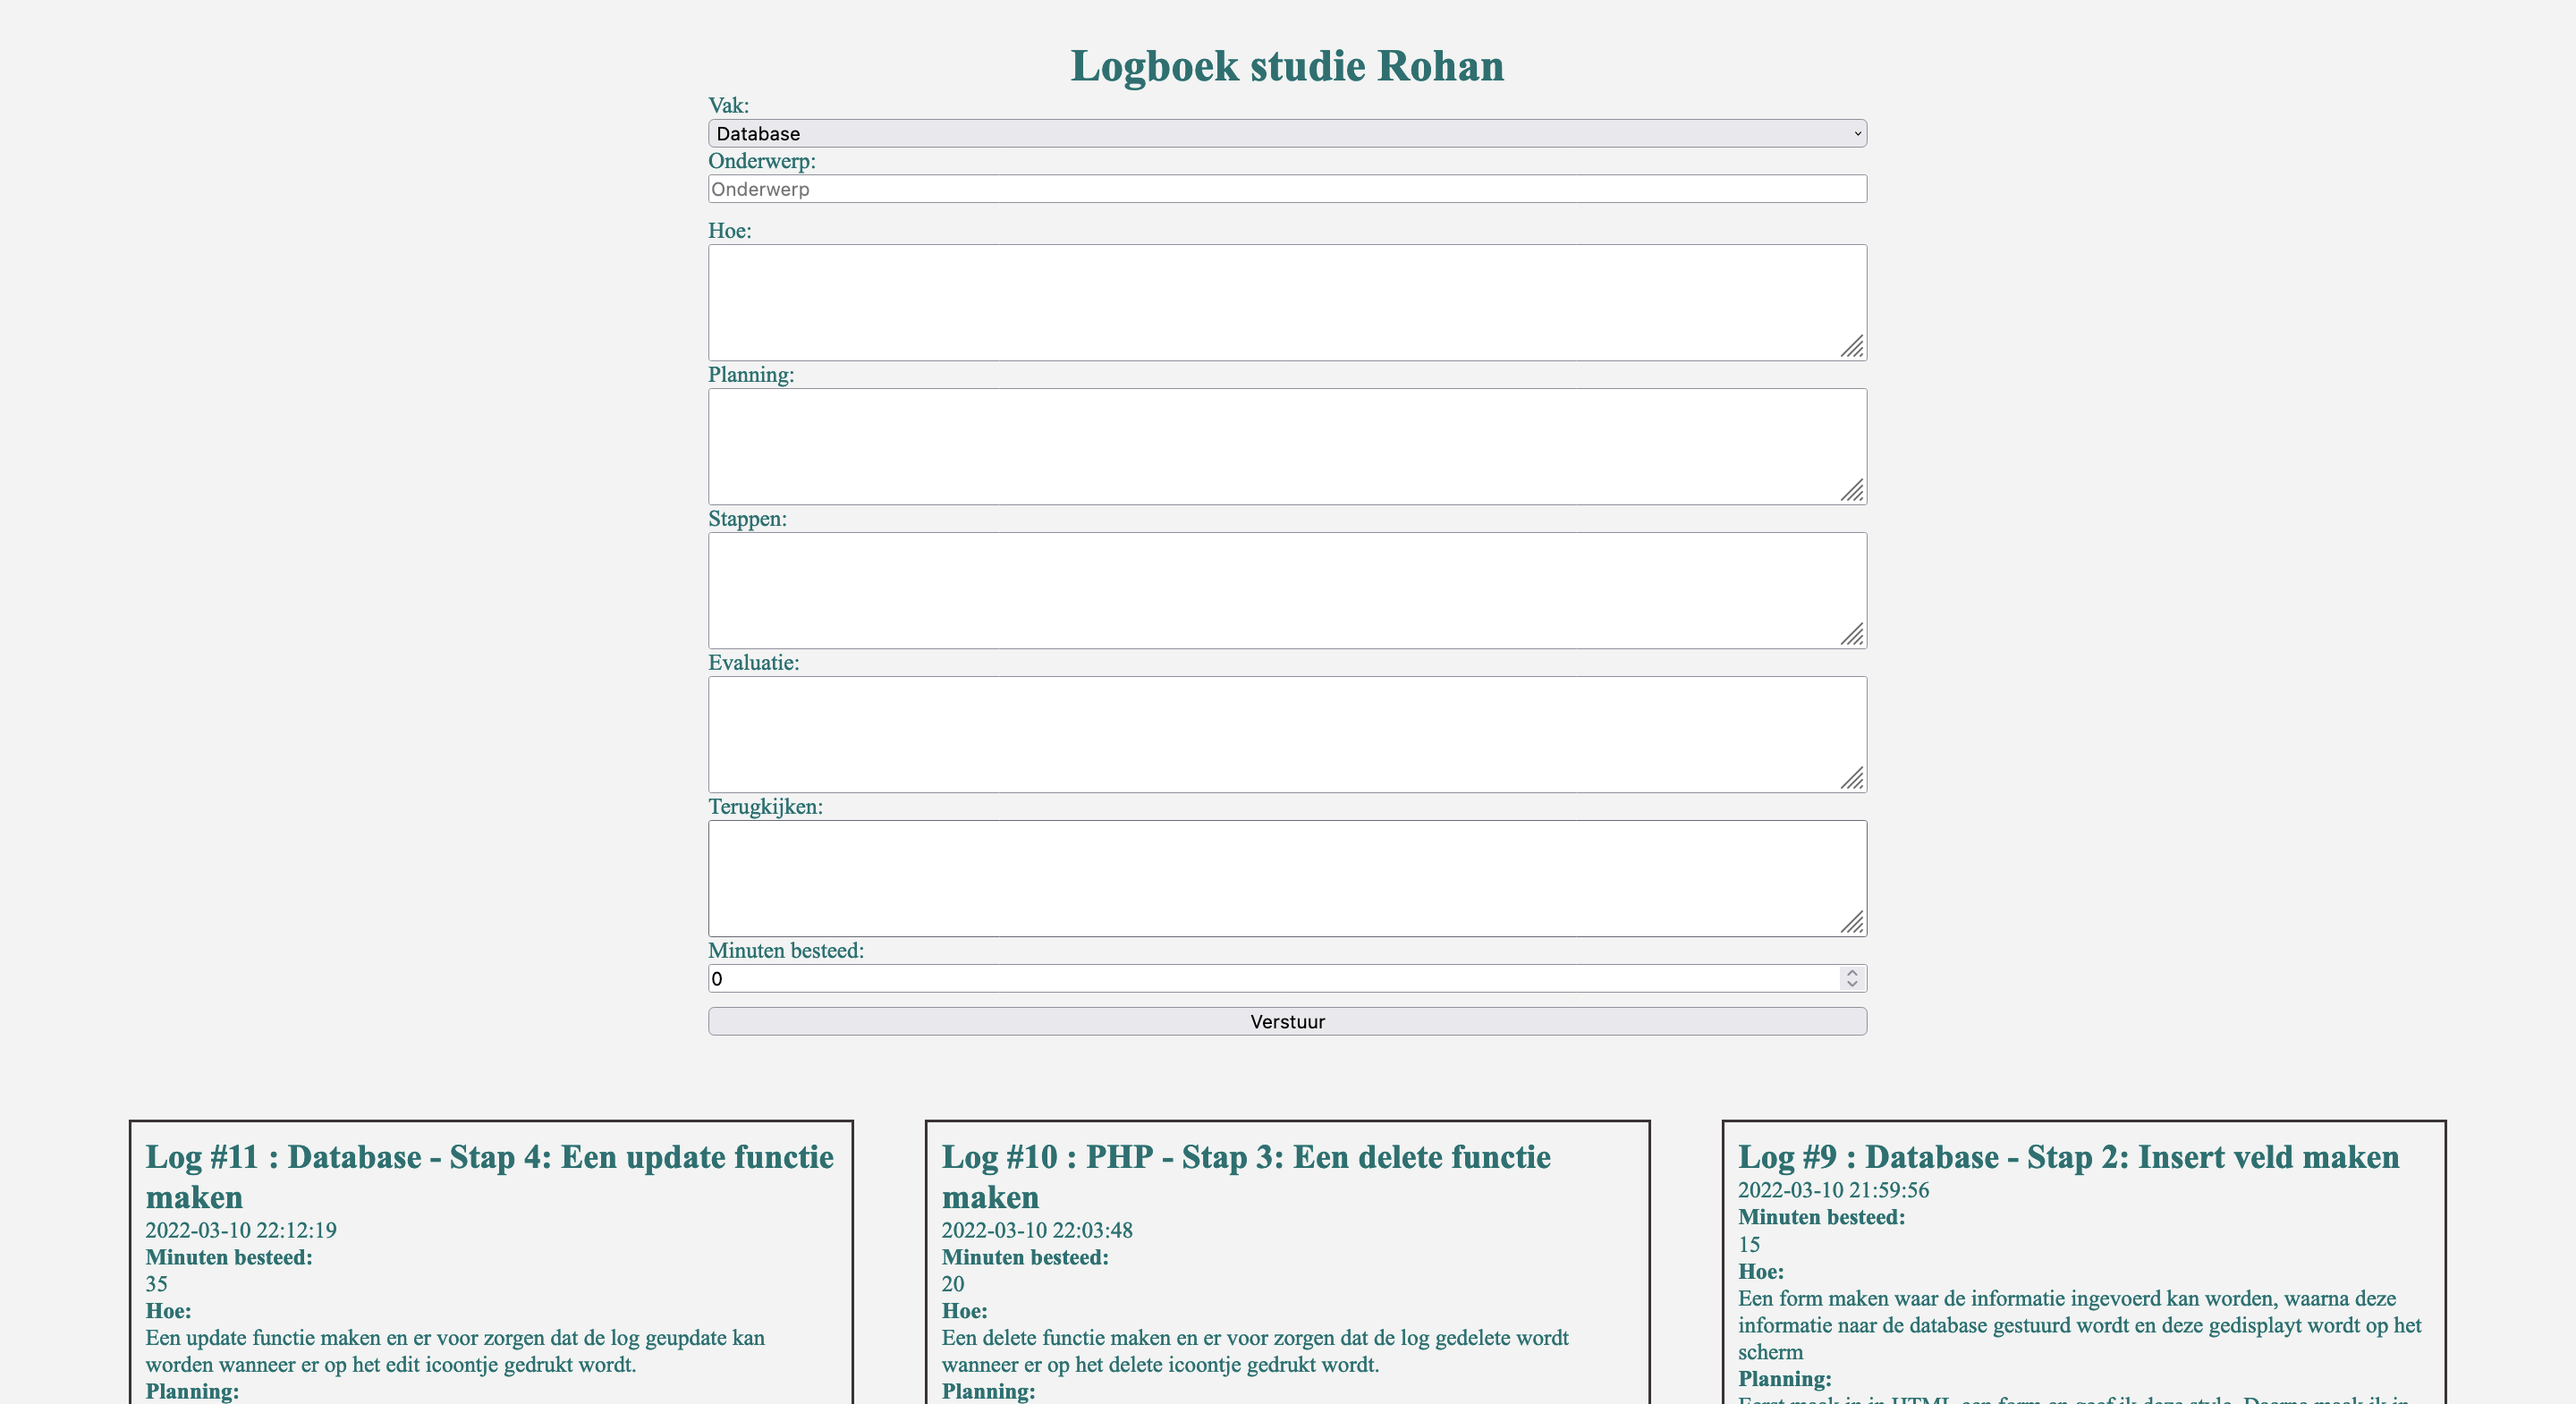 Logboek studie Rohan
Vak:
Database
Onderwerp:
Onderwerp
Hoe:
Planning:
Stappen:
Evaluatie:
Terugkijken:
Minuten besteed:
0
Verstuur
Log #11 : Database - Stap 4: Een update functie
maken
2022-03-10 22:12:19
Minuten besteed:
35
Hoe:
Een update functie maken en er voor zorgen dat de log geupdate kan
worden wanneer er op het edit icoontje gedrukt wordt.
Planning:
Log #10 : PHP - Stap 3: Een delete functie
maken
2022-03-10 22:03:48
Minuten besteed:
20
Hoe:
Een delete functie maken en er voor zorgen dat de log gedelete wordt
wanneer er op het delete icoontje gedrukt wordt.
Planning:
Log #9 : Database - Stap 2: Insert veld maken
2022-03-10 21:59:56
Minuten besteed:
15
Hoe:
Een form maken waar de informatie ingevoerd kan worden, waarna deze
informatie naar de database gestuurd wordt en deze gedisplayt wordt op het
scherm
Planning: